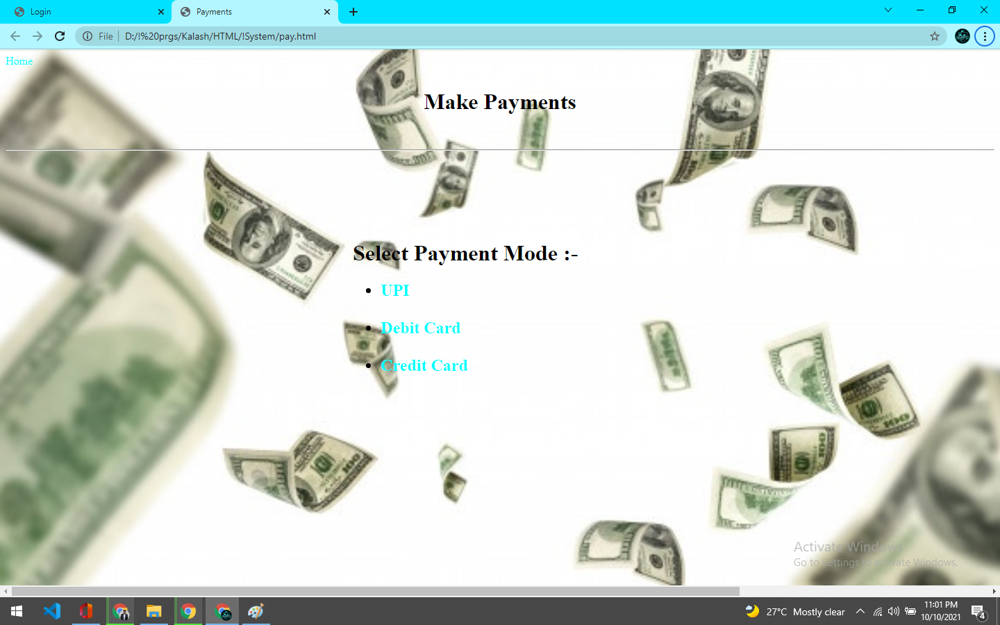 Login
Payments
File
D:/!%20prgs/Kalash/HTML/!System/pay.html
Home
Make Payments
Select Payment Mode :-
UPI
Debit Card
Credit Card
Activate Windows
Go to Settings to activate Windows.
27°C Mostly clear
11:01 PM
10/10/2021
4